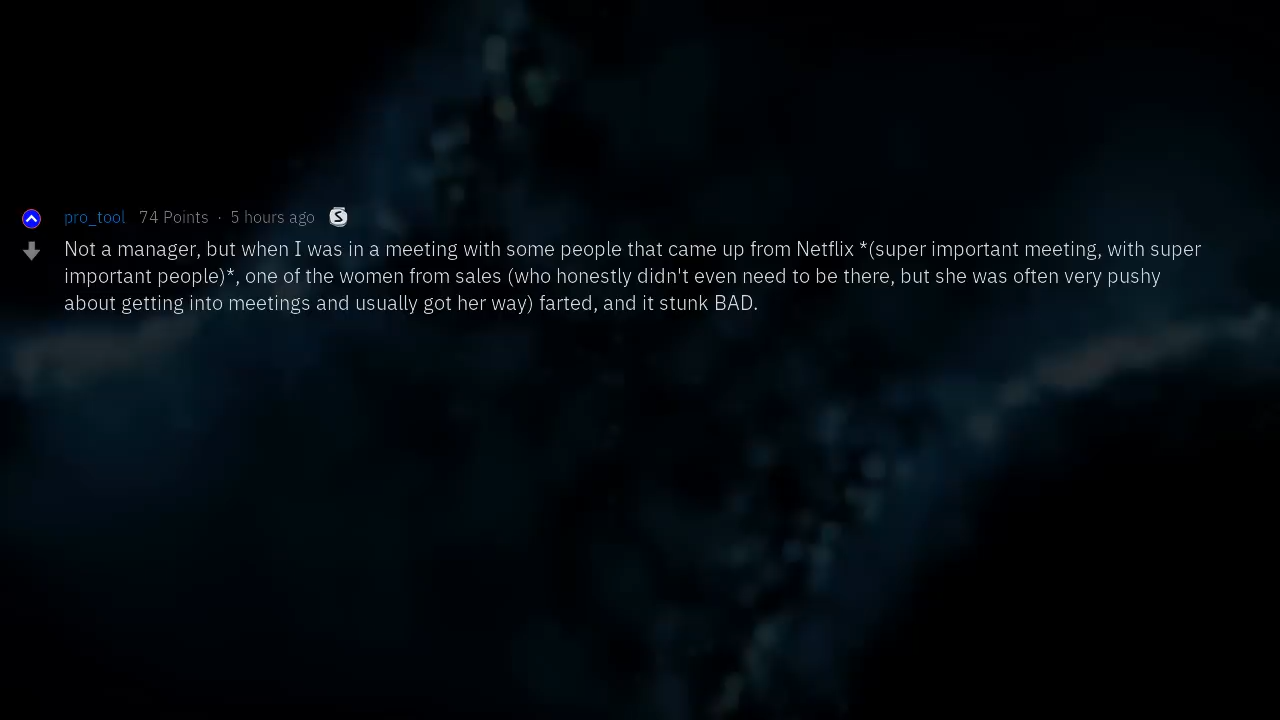 pro_tool 74 Points · 5 hours ago S
Not a manager, but when I was in a meeting with some people that came up from Netflix *(super important meeting, with super
important people)*, one of the women from sales (who honestly didn't even need to be there, but she was often very pushy
about getting into meetings and usually got her way) farted, and it stunk BAD.